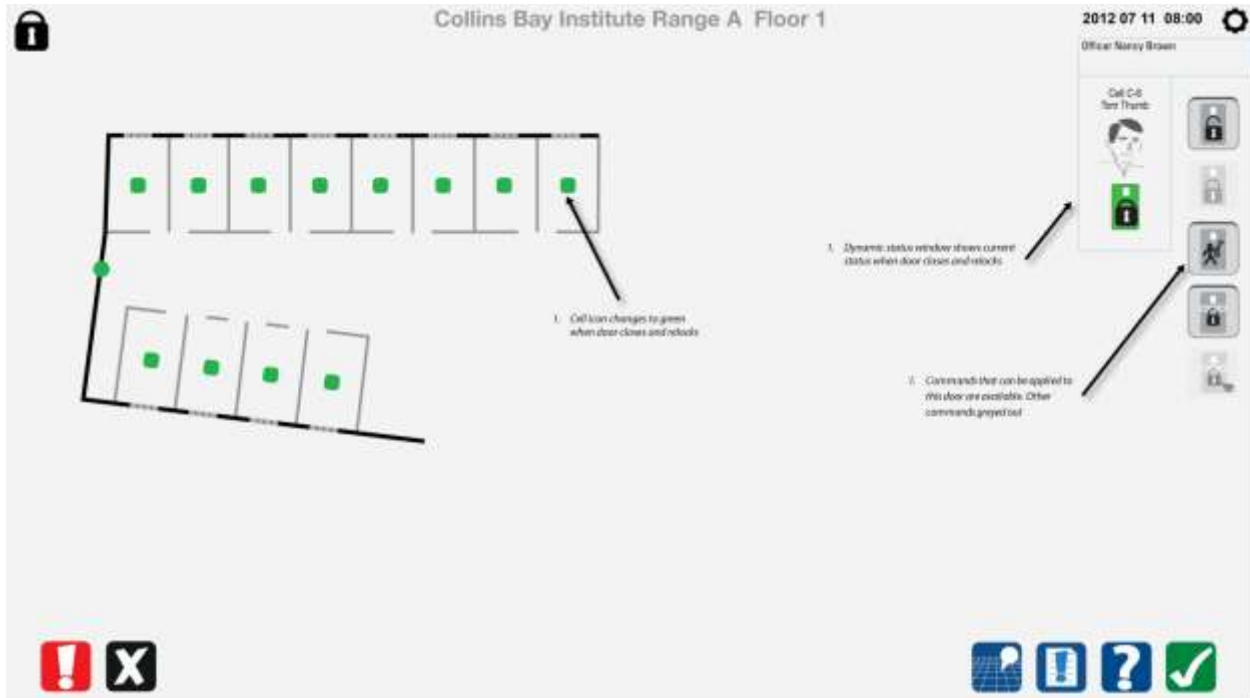 Collins Bay Institute Range A Floor 1
2012 07 11 08:00
Officer Nancy Brown
Cell C-8
Tom Thumb
1. Dynamic status window shows current
status when door closes and relocks
1. Cell icon changes to green
when door closes and relocks
Commands that can be applied to
this door are available. Other
commands greyed out